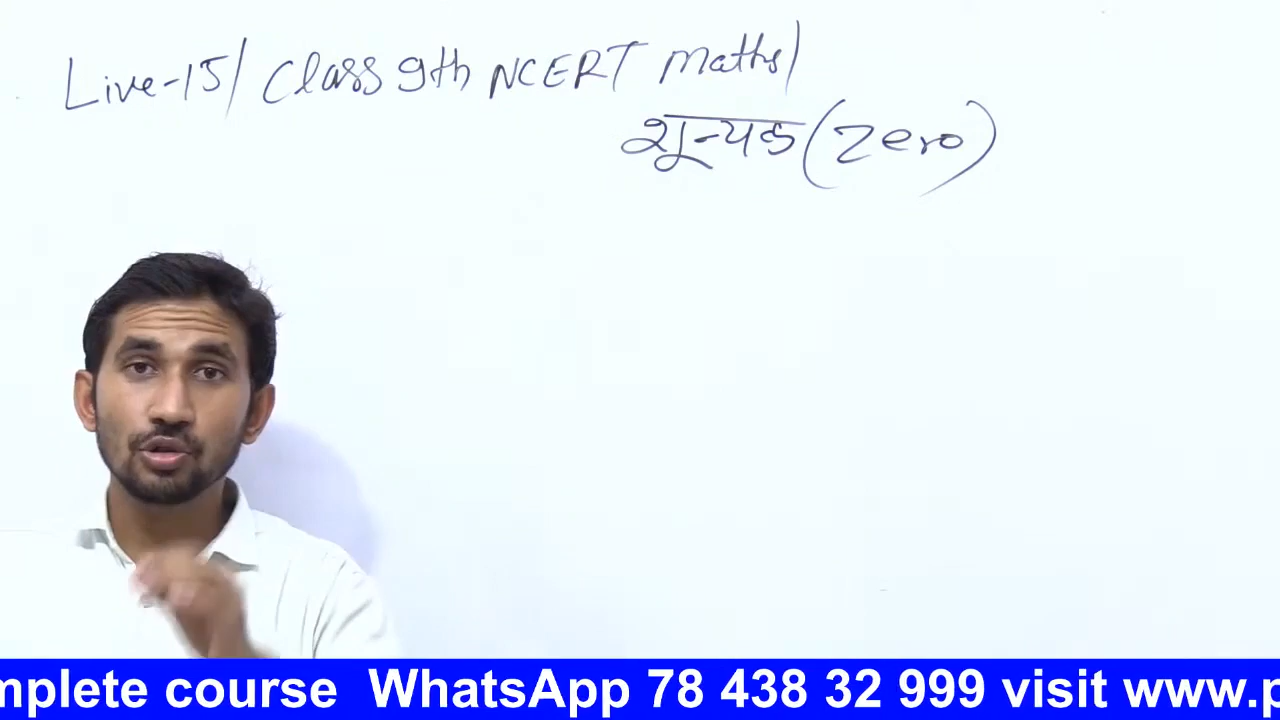 Live-15/ Class 9th NCERT Maths/
शून्यक (Zero)
mplete course WhatsApp 78 438 32 999 visit www.p